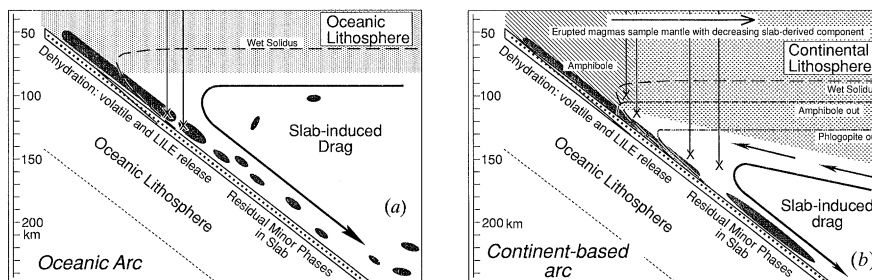 Oceanic
Lithosphere
50
Wet Solidus
Dehydration: volatile and LILE release
100
Slab-induced
Drag
150
Oceanic Lithosphere
(a)
200
km
Residual Minor Phases
in Slab
Oceanic Arc
Erupted magmas sample mantle with decreasing slab-derived component
50
Continental
Lithosphere
Amphibole
Wet Solidu
Dehydration: volatile and LILE release
100
Amphibole out
Phlogopite ou
X
X
150
X
X
Oceanic Lithosphere
Slab-induced
drag
200 km
Residual Minor Phases
in Slab
(b)
Continent-based
arc